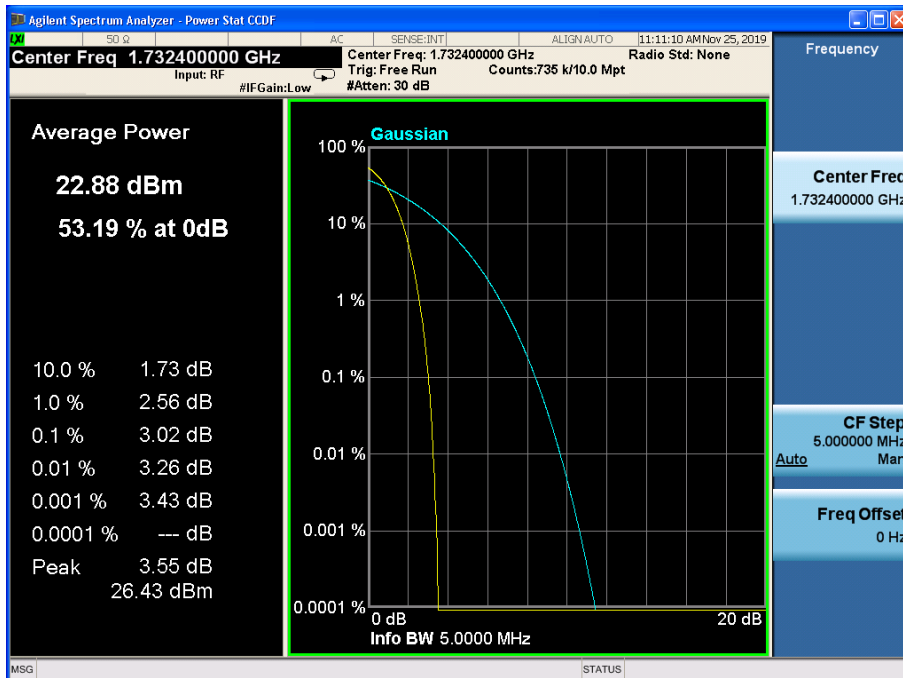 Agilent Spectrum Analyzer - Power Stat CCDF
LXI 50 Ω AC SENSE:INT ALIGN AUTO 11:11:10 AM Nov 25, 2019
Center Freq 1.732400000 GHz
Center Freq: 1.732400000 GHz Radio Std: None
Input: RF Trig: Free Run Counts:735 k/10.0 Mpt
#IFGain:Low #Atten: 30 dB
Frequency
Average Power
22.88 dBm
53.19 % at 0dB
10.0 % 1.73 dB
1.0 % 2.56 dB
0.1 % 3.02 dB
0.01 % 3.26 dB
0.001 % 3.43 dB
0.0001 % --- dB
Peak 3.55 dB
26.43 dBm
Gaussian
100 %
10 %
1 %
0.1 %
0.01 %
0.001 %
0.0001 %
0 dB 20 dB
Info BW 5.0000 MHz
Center Freq
1.732400000 GHz
CF Step
5.000000 MHz
Auto Man
Freq Offset
0 Hz
MSG STATUS